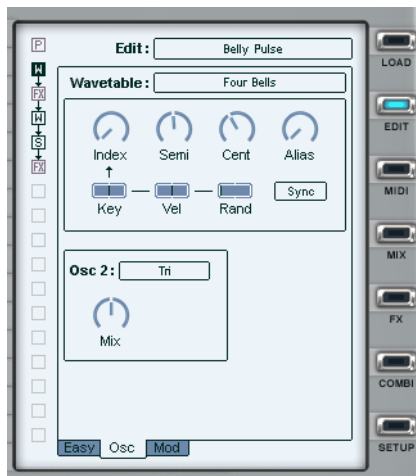 P
Edit: Belly Pulse
W
FX
W
S
FX
Wavetable: Four Bells
Index Semi Cent Alias
Key Vel Rand Sync
Osc 2: Tri
Mix
Easy Osc Mod
LOAD
EDIT
MIDI
MIX
FX
COMBI
SETUP